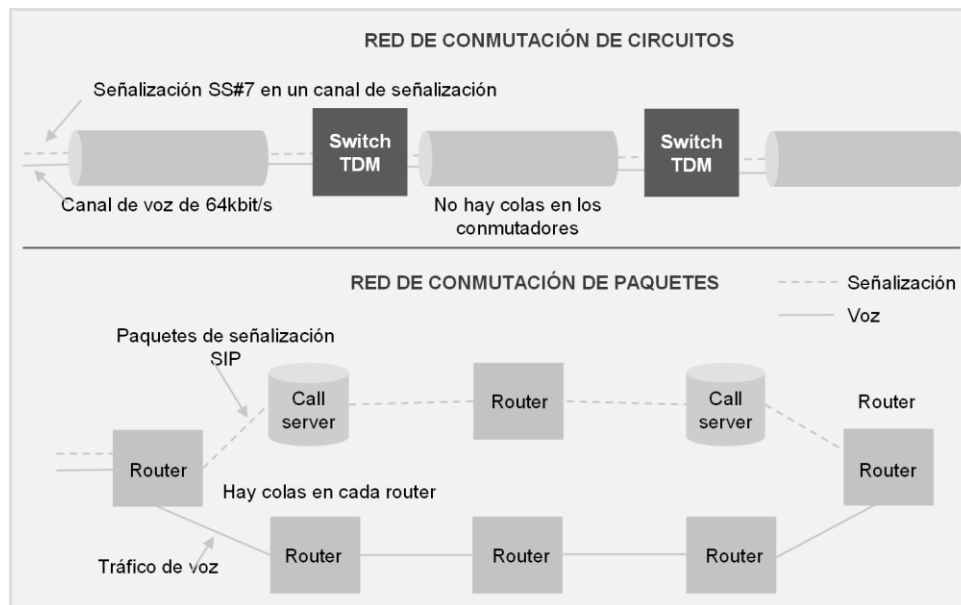 RED DE CONMUTACIÓN DE CIRCUITOS
Señalización SS#7 en un canal de señalización
Switch
TDM
Switch
TDM
Canal de voz de 64kbit/s
No hay colas en los
conmutadores
RED DE CONMUTACIÓN DE PAQUETES
Señalización
Voz
Paquetes de señalización
SIP
Call
server
Router
Call
server
Router
Router
Router
Hay colas en cada router
Router
Router
Router
Tráfico de voz